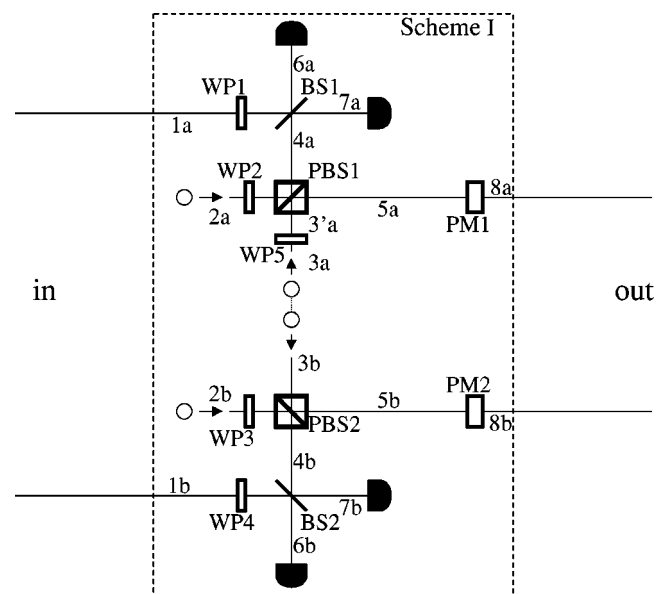 Scheme I
6a
WP1
BS1
7a
1a
4a
WP2
PBS1
8a
2a
5a
3'a
PM1
WP5
3a
in
out
3b
2b
5b
PM2
WP3
PBS2
8b
4b
1b
7b
WP4
BS2
6b